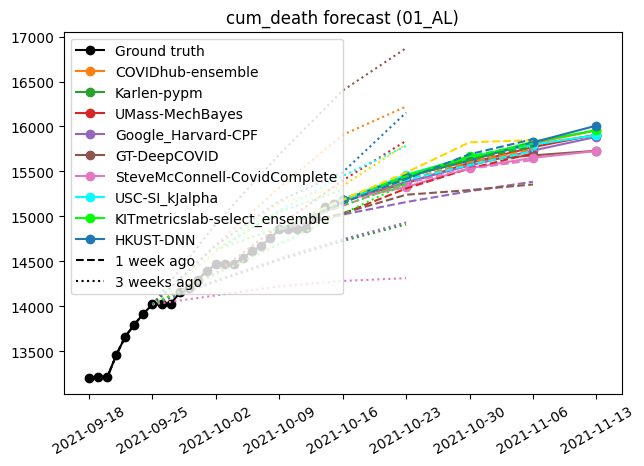 cum_death forecast (01_AL)
17000
16500
16000
15500
15000
14500
14000
13500
Ground truth
COVIDhub-ensemble
Karlen-pypm
UMass-MechBayes
Google_Harvard-CPF
GT-DeepCOVID
SteveMcConnell-CovidComplete
USC-SI_kJalpha
KITmetricslab-select_ensemble
HKUST-DNN
1 week ago
3 weeks ago
2021-09-18
2021-09-25
2021-10-02
2021-10-09
2021-10-16
2021-10-23
2021-10-30
2021-11-06
2021-11-13